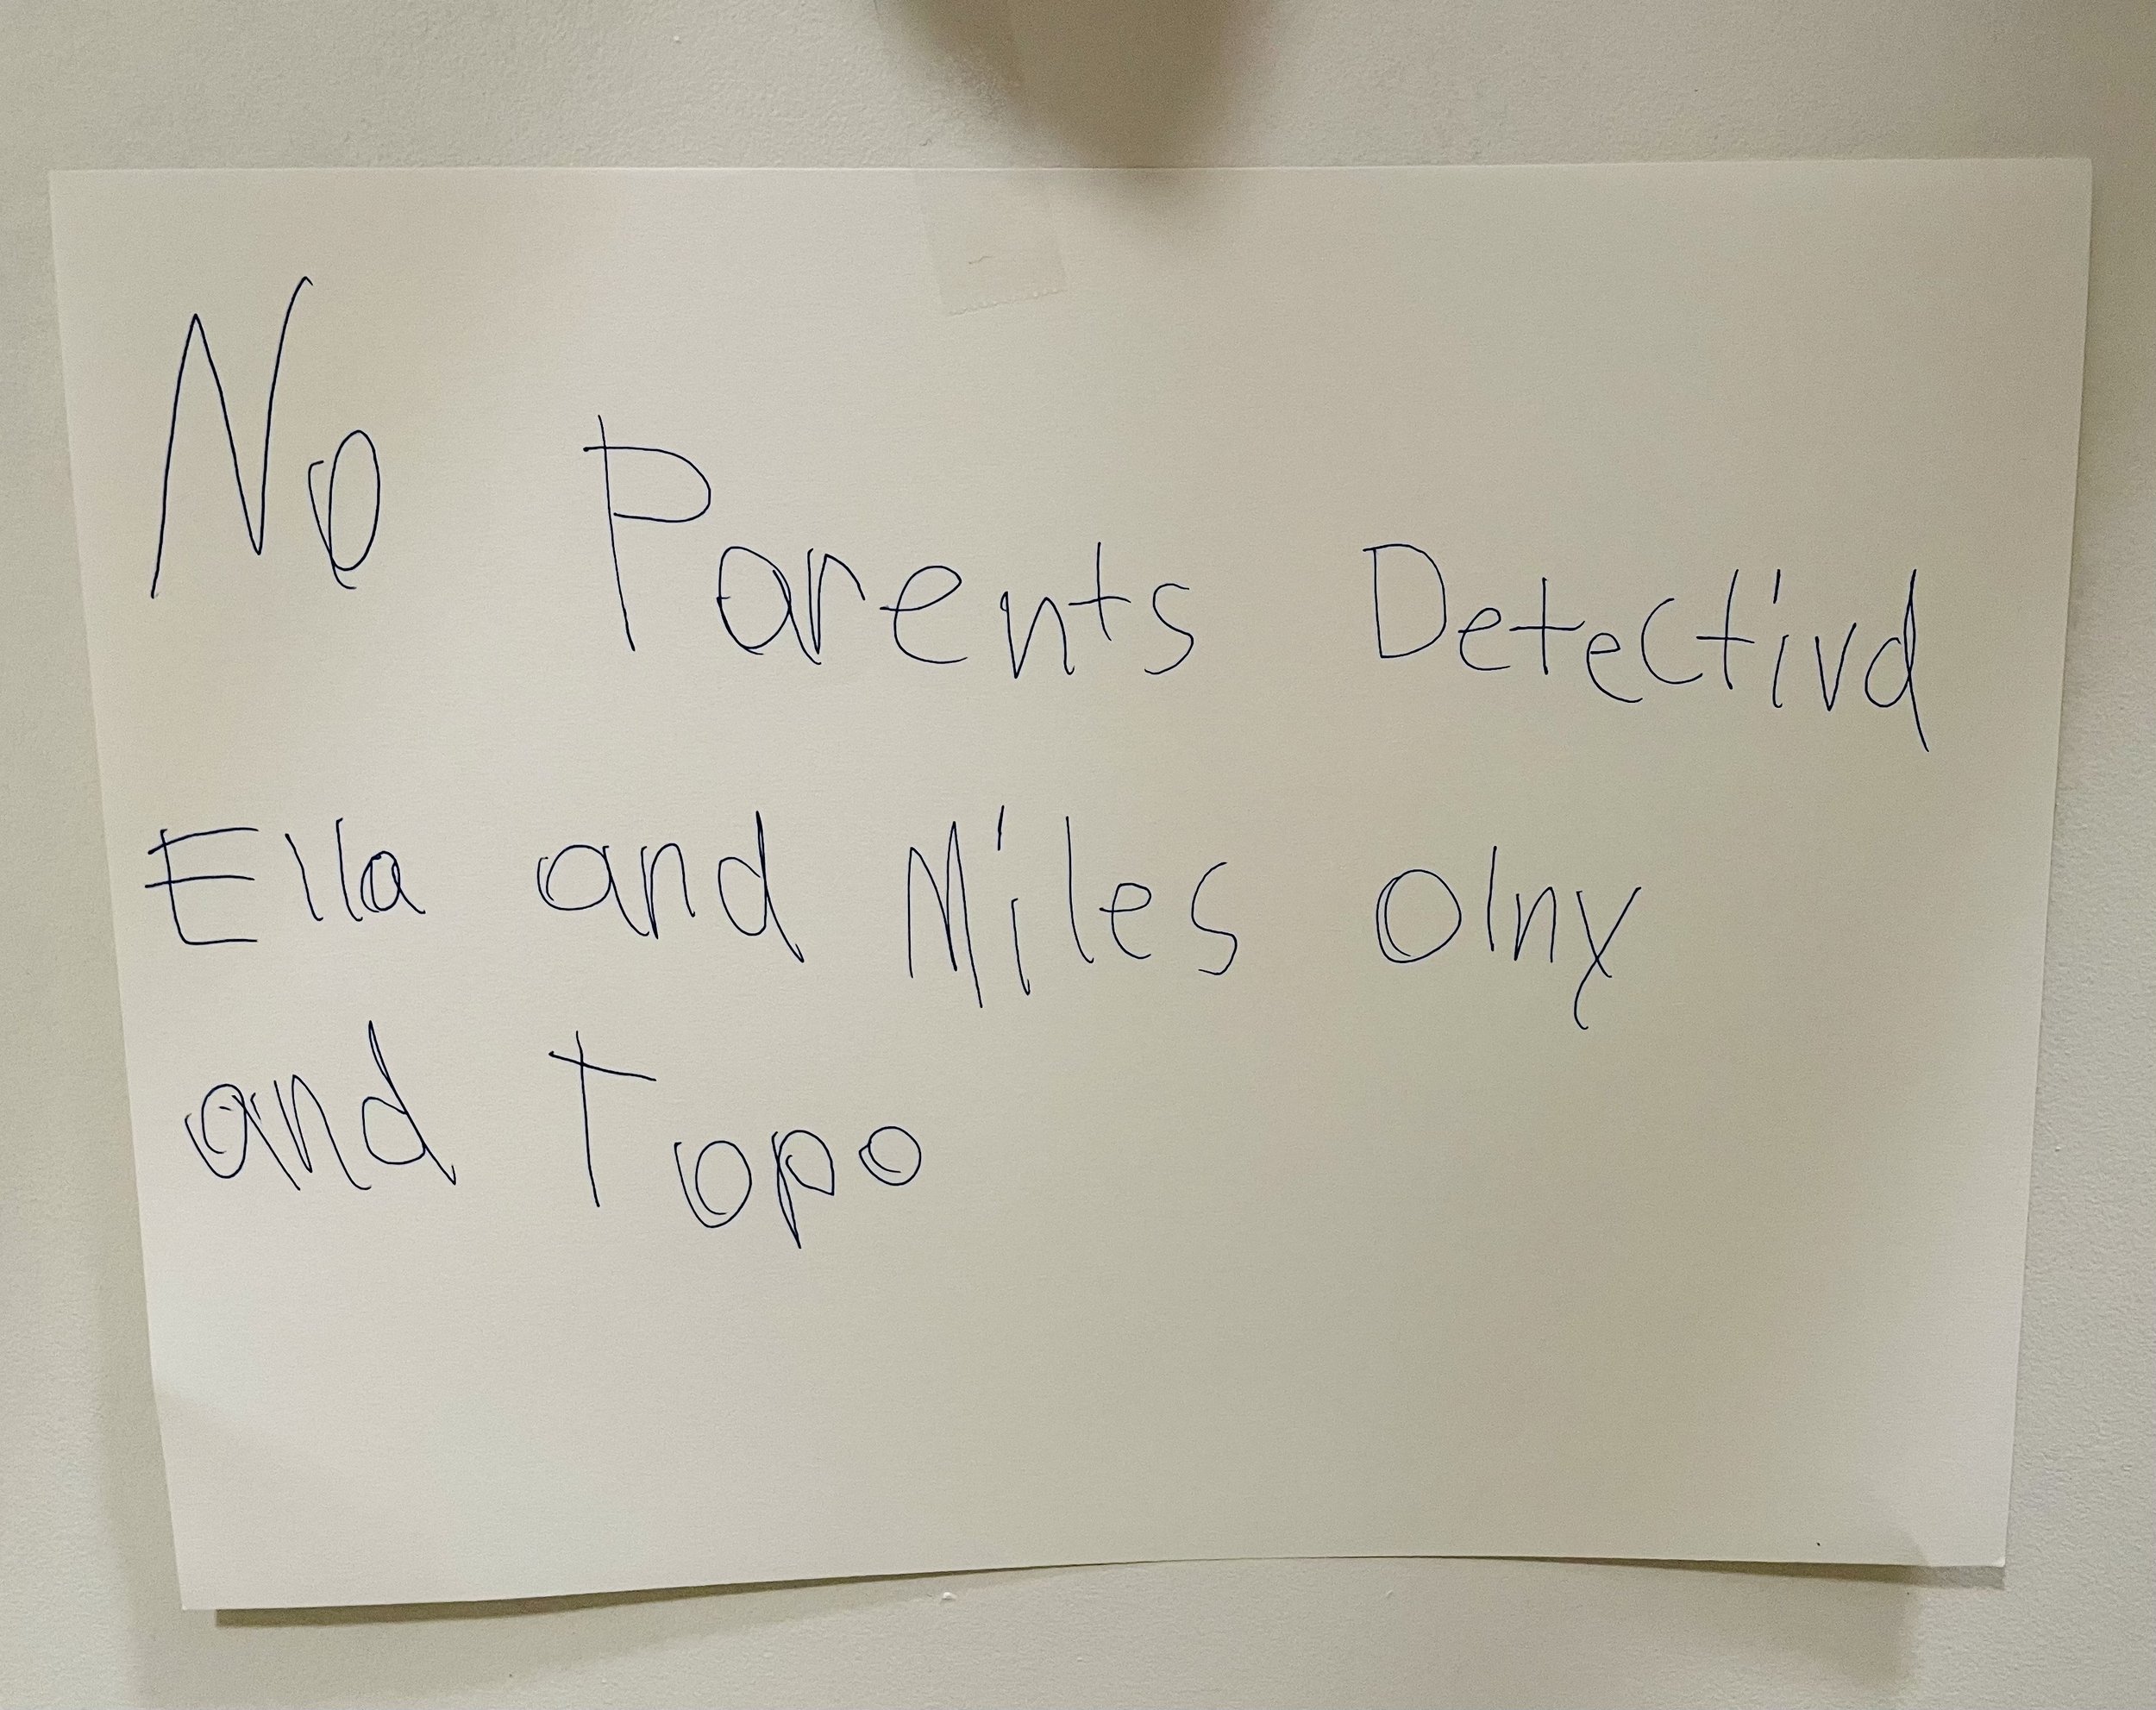 No Parents Detectivd
Ella and Miles olny
and Topo